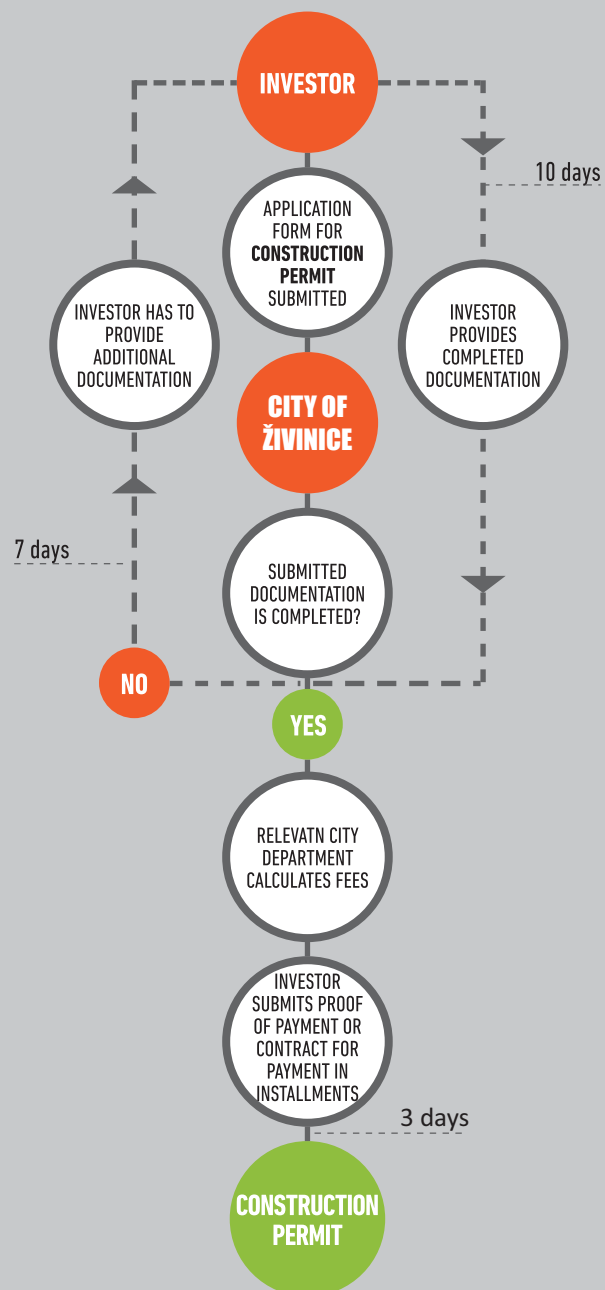 INVESTOR
10 days
APPLICATION
FORM FOR
CONSTRUCTION
PERMIT
SUBMITTED
INVESTOR HAS TO
PROVIDE
ADDITIONAL
DOCUMENTATION
INVESTOR
PROVIDES
COMPLETED
DOCUMENTATION
CITY OF
ŽIVINICE
7 days
SUBMITTED
DOCUMENTATION
IS COMPLETED?
NO
YES
RELEVATN CITY
DEPARTMENT
CALCULATES FEES
INVESTOR
SUBMITS PROOF
OF PAYMENT OR
CONTRACT FOR
PAYMENT IN
INSTALLMENTS
3 days
CONSTRUCTION
PERMIT